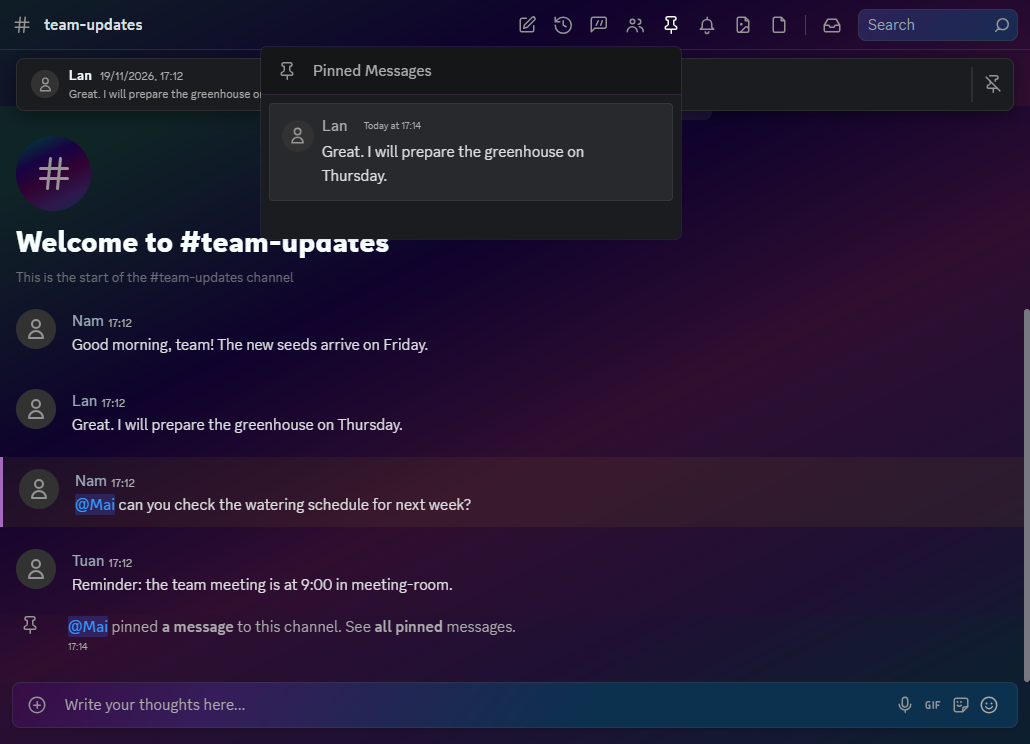 team-updates
Search
Lan 19/11/2026, 17:12
Great. I will prepare the greenhouse
Pinned Messages
Lan Today at 17:14
Great. I will prepare the greenhouse on
Thursday.
Welcome to #team-updates
This is the start of the #team-updates channel
Nam 17:12
Good morning, team! The new seeds arrive on Friday.
Lan 17:12
Great. I will prepare the greenhouse on Thursday.
Nam 17:12
@Mai can you check the watering schedule for next week?
Tuan 17:12
Reminder: the team meeting is at 9:00 in meeting-room.
@Mai pinned a message to this channel. See all pinned messages.
17:14
Write your thoughts here...
GIF